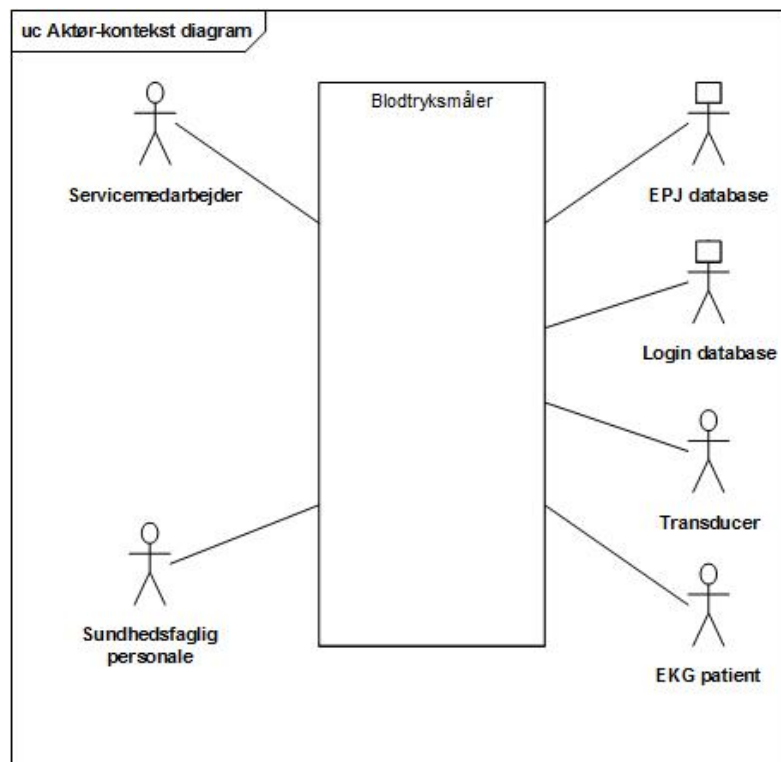 uc Aktør-kontekst diagram
Blodtryksmåler
Servicemedarbejder
EPJ database
Login database
Transducer
Sundhedsfaglig
personale
EKG patient